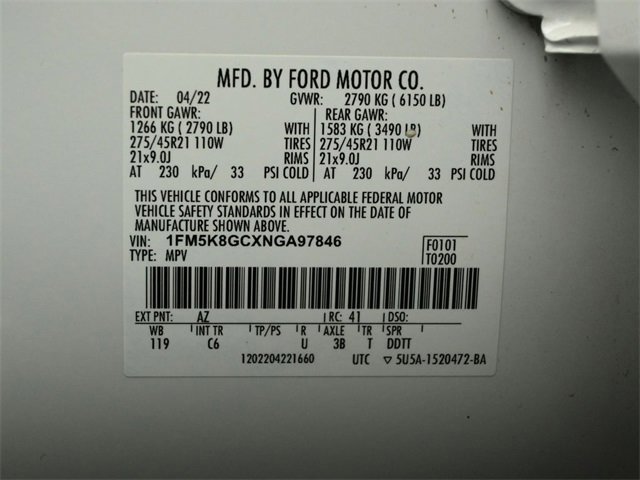 MFD. BY FORD MOTOR CO.
DATE: 04/22 GVWR: 2790 KG ( 6150 LB)
FRONT GAWR: REAR GAWR:
1266 KG ( 2790 LB) WITH 1583 KG ( 3490 LB) WITH
275/45R21 110W TIRES 275/45R21 110W TIRES
21x9.0J RIMS 21x9.0J RIMS
AT 230 kPa/ 33 PSI COLD AT 230 kPa/ 33 PSI COLD
THIS VEHICLE CONFORMS TO ALL APPLICABLE FEDERAL MOTOR
VEHICLE SAFETY STANDARDS IN EFFECT ON THE DATE OF
MANUFACTURE SHOWN ABOVE.
VIN: 1FM5K8GCXNGA97846 F0101
TYPE: MPV T0200
EXT PNT: AZ RC: 41 DSO:
WB INT TR TP/PS R AXLE TR SPR
119 C6 U 3B T DDTT
1202204221660 UTC ▽ 5U5A-1520472-BA